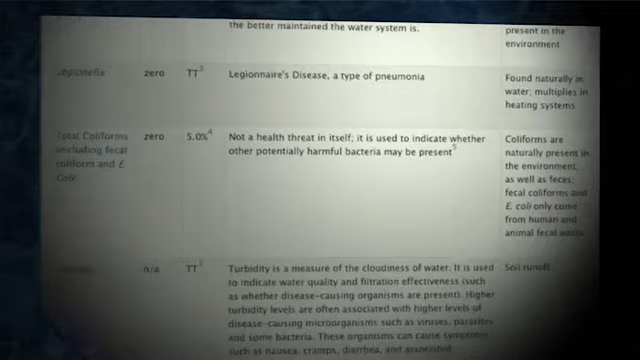 the better maintained the water system is.
present in the
environment
Legionella
zero
TT3
Legionnaire's Disease, a type of pneumonia
Found naturally in
water; multiplies in
heating systems
Total Coliforms
(including fecal
coliform and E.
Coli)
zero
5.0%4
Not a health threat in itself; it is used to indicate whether
other potentially harmful bacteria may be present5
Coliforms are
naturally present in
the environment;
as well as feces;
fecal coliforms and
E. coli only come
from human and
animal fecal waste.
n/a
TT3
Turbidity is a measure of the cloudiness of water. It is used
to indicate water quality and filtration effectiveness (such
as whether disease-causing organisms are present). Higher
turbidity levels are often associated with higher levels of
disease-causing microorganisms such as viruses, parasites
and some bacteria. These organisms can cause symptoms
such as nausea, cramps, diarrhea, and associated
Soil runoff